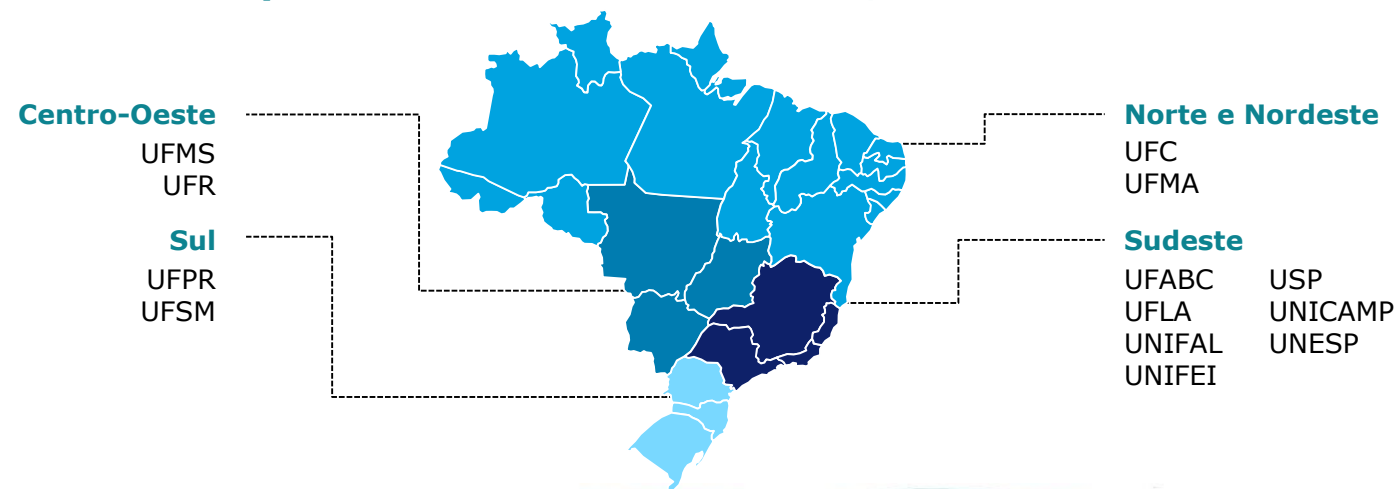 Centro-Oeste
UFMS
UFR
Sul
UFPR
UFSM
Norte e Nordeste
UFC
UFMA
Sudeste
UFABC USP
UFLA UNICAMP
UNIFAL UNESP
UNIFEI